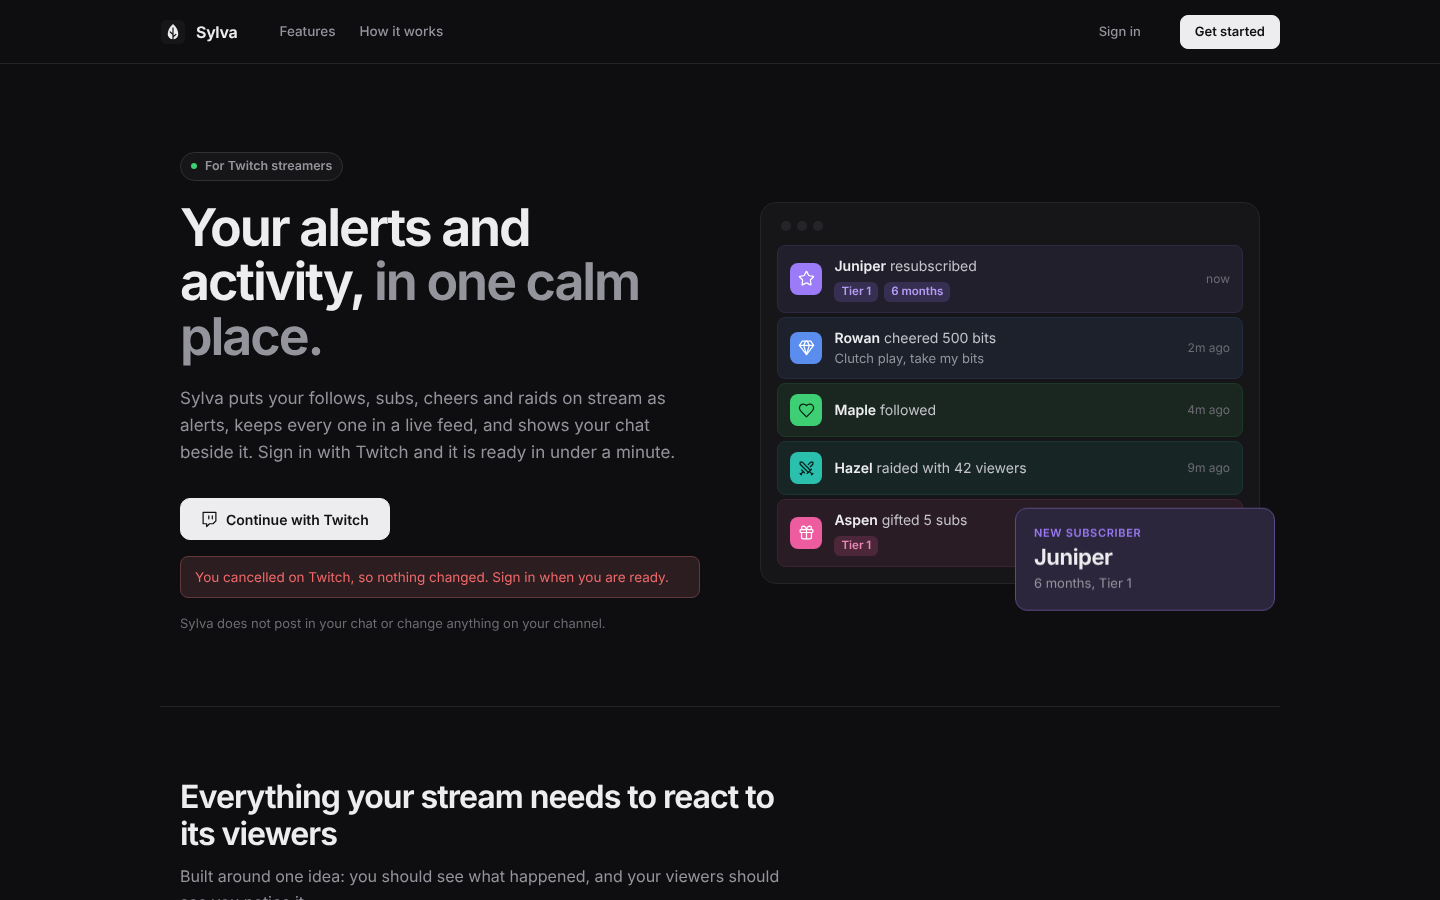 Sylva
Features
How it works
Sign in
Get started
For Twitch streamers
Your alerts and
activity, in one calm
place.
Sylva puts your follows, subs, cheers and raids on stream as
alerts, keeps every one in a live feed, and shows your chat
beside it. Sign in with Twitch and it is ready in under a minute.
Continue with Twitch
You cancelled on Twitch, so nothing changed. Sign in when you are ready.
Sylva does not post in your chat or change anything on your channel.
Juniper resubscribed
Tier 1
6 months
now
Rowan cheered 500 bits
Clutch play, take my bits
2m ago
Maple followed
4m ago
Hazel raided with 42 viewers
9m ago
Aspen gifted 5 subs
Tier 1
NEW SUBSCRIBER
Juniper
6 months, Tier 1
Everything your stream needs to react to
its viewers
Built around one idea: you should see what happened, and your viewers should